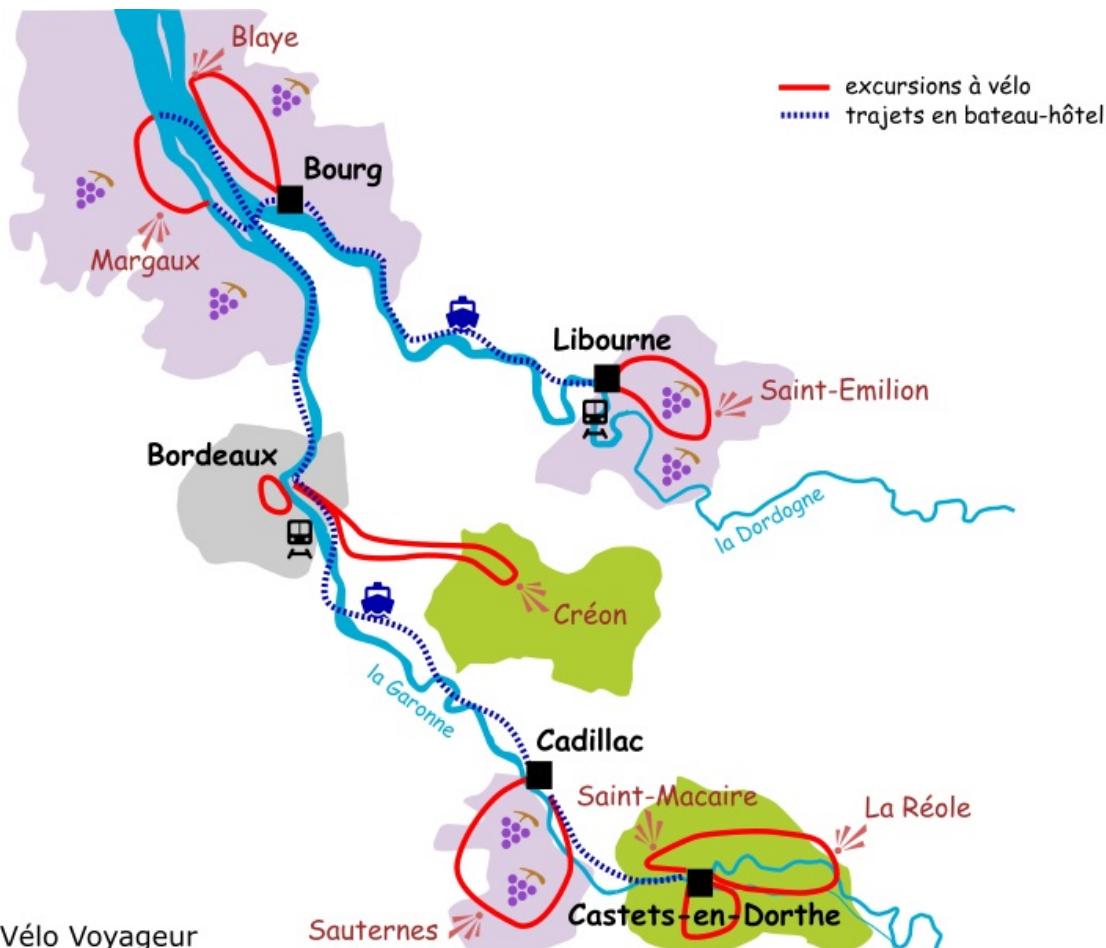 Blaye
excursions à vélo
trajets en bateau-hôtel
Bourg
Margaux
Libourne
Saint-Emilion
Bordeaux
la Dordogne
Créon
la Garonne
Cadillac
Saint-Macaire
La Réole
Castets-en-Dorthe
Sauternes
Vélo Voyageur